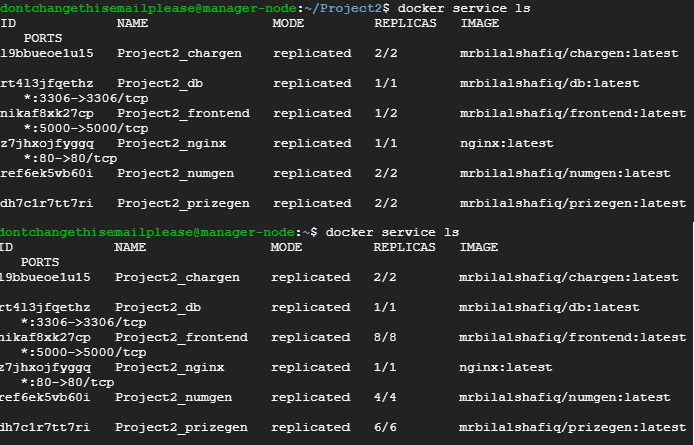 dontchangethisemailplease@manager-node:~/Project2$ docker service ls
ID NAME MODE REPLICAS IMAGE
PORTS
l9bbueoe1u15 Project2_chargen replicated 2/2 mrbilalshafiq/chargen:latest
rt4l3jfqethz Project2_db replicated 1/1 mrbilalshafiq/db:latest
*:3306->3306/tcp
nikaf8xk27cp Project2_frontend replicated 1/2 mrbilalshafiq/frontend:latest
*:5000->5000/tcp
z7jhxojfyggq Project2_nginx replicated 1/1 nginx:latest
*:80->80/tcp
ref6ek5vb60i Project2_numgen replicated 2/2 mrbilalshafiq/numgen:latest
dh7c1r7tt7ri Project2_prizegen replicated 2/2 mrbilalshafiq/prizegen:latest
dontchangethisemailplease@manager-node:~$ docker service ls
ID NAME MODE REPLICAS IMAGE
PORTS
l9bbueoe1u15 Project2_chargen replicated 2/2 mrbilalshafiq/chargen:latest
rt4l3jfqethz Project2_db replicated 1/1 mrbilalshafiq/db:latest
*:3306->3306/tcp
nikaf8xk27cp Project2_frontend replicated 8/8 mrbilalshafiq/frontend:latest
*:5000->5000/tcp
z7jhxojfyggq Project2_nginx replicated 1/1 nginx:latest
*:80->80/tcp
ref6ek5vb60i Project2_numgen replicated 4/4 mrbilalshafiq/numgen:latest
dh7c1r7tt7ri Project2_prizegen replicated 6/6 mrbilalshafiq/prizegen:latest